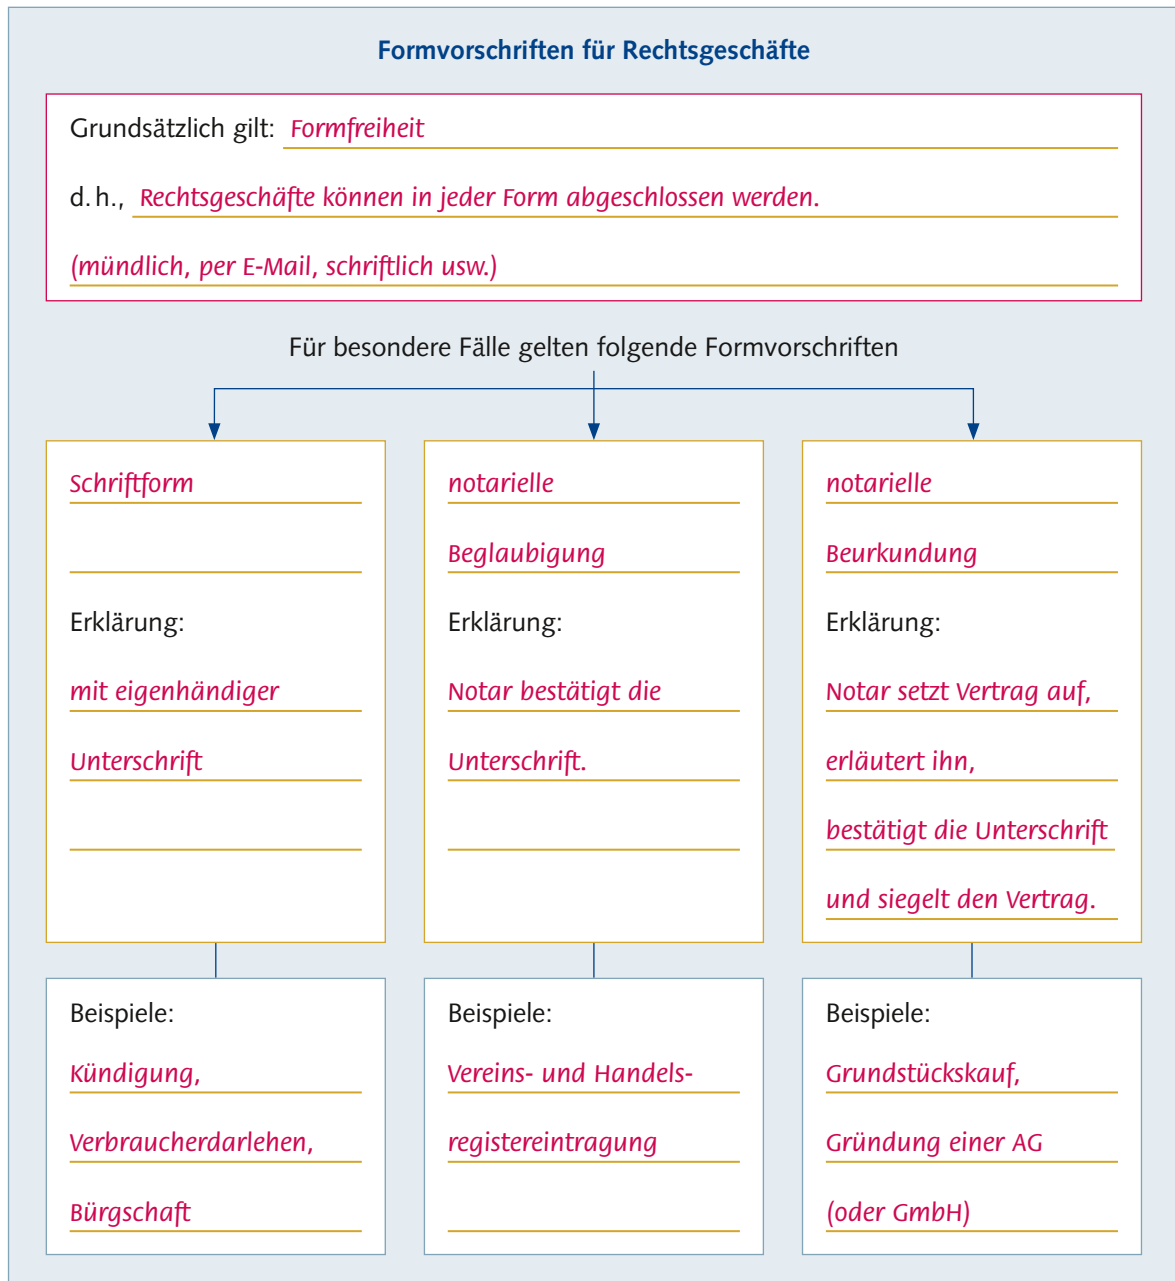 Formvorschriften für Rechtsgeschäfte
Grundsätzlich gilt: Formfreiheit
d. h., Rechtsgeschäfte können in jeder Form abgeschlossen werden.
(mündlich, per E-Mail, schriftlich usw.)
Für besondere Fälle gelten folgende Formvorschriften
Schriftform
Erklärung:
mit eigenhändiger
Unterschrift
notarielle
Beglaubigung
Erklärung:
Notar bestätigt die
Unterschrift.
notarielle
Beurkundung
Erklärung:
Notar setzt Vertrag auf,
erläutert ihn,
bestätigt die Unterschrift
und siegelt den Vertrag.
Beispiele:
Kündigung,
Verbraucherdarlehen,
Bürgschaft
Beispiele:
Vereins- und Handels-
registereintragung
Beispiele:
Grundstückskauf,
Gründung einer AG
(oder GmbH)